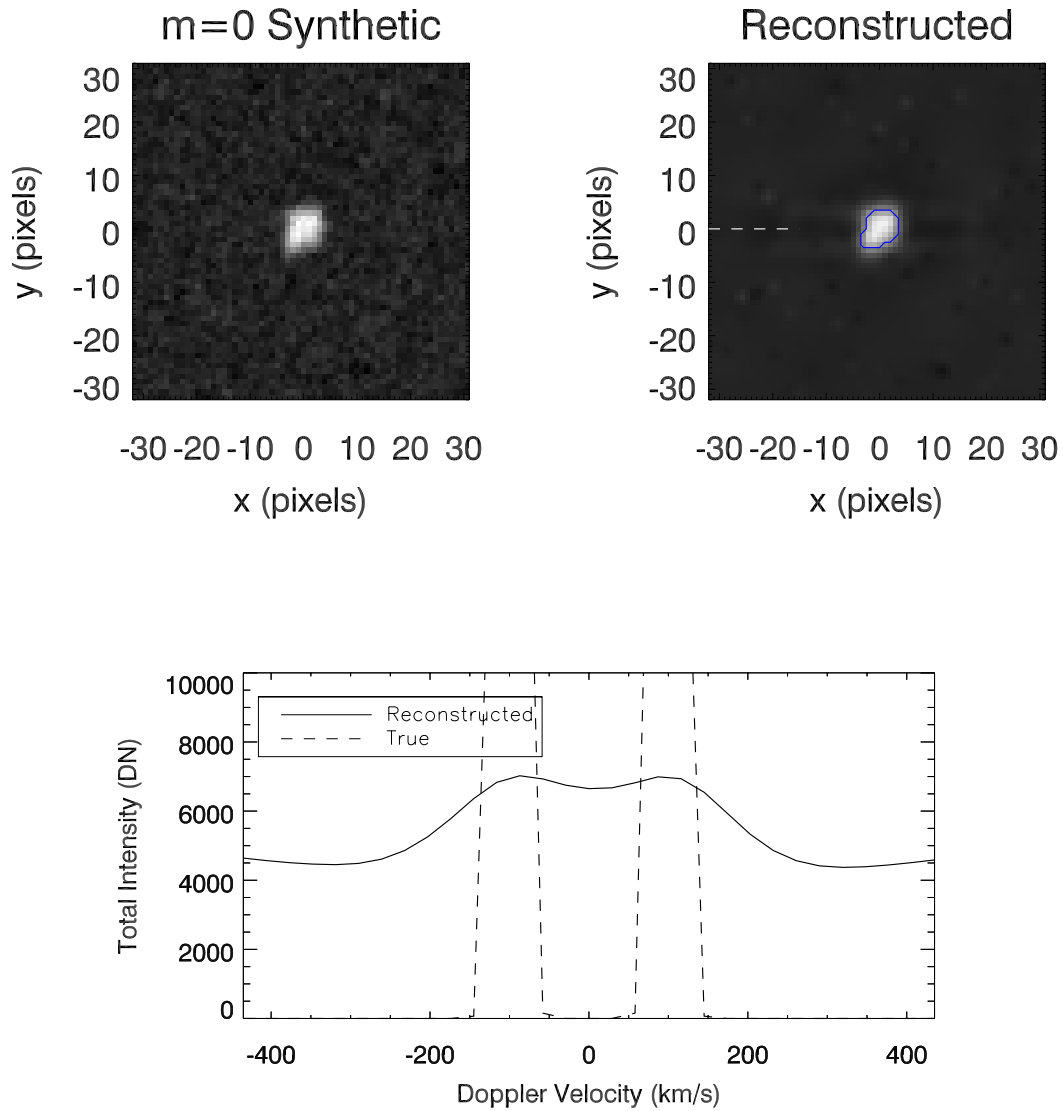 m=0 Synthetic
Reconstructed
30
20
10
0
-10
-20
-30
y (pixels)
-30 -20 -10 0 10 20 30
x (pixels)
30
20
10
0
-10
-20
-30
y (pixels)
-30 -20 -10 0 10 20 30
x (pixels)
10000
8000
6000
4000
2000
0
Total Intensity (DN)
Reconstructed
True
-400 -200 0 200 400
Doppler Velocity (km/s)